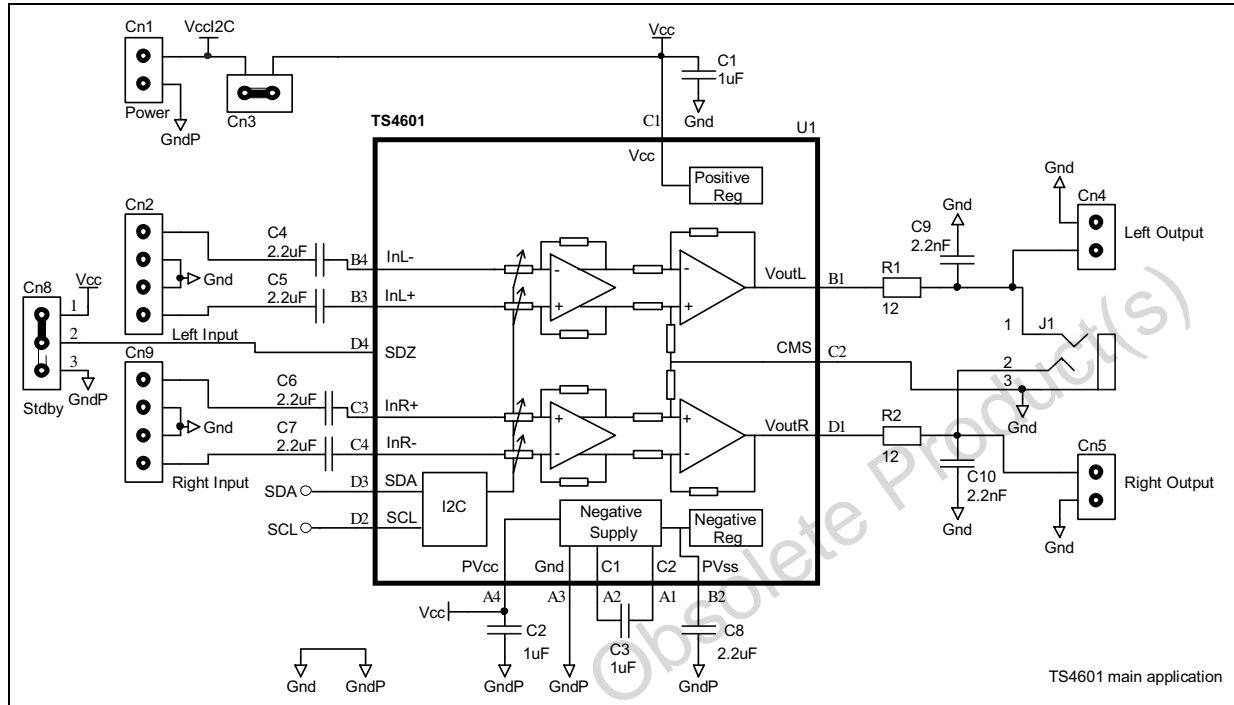 Cn1
VccI2C
Vcc
C1
1uF
Power
Cn3
GndP
Gnd
TS4601
C1
U1
Vcc
Positive
Reg
Cn2
C4
2.2uF
B4
InL-
Gnd
C5
2.2uF
B3
InL+
Left Input
Cn8
Vcc
1
2
3
GndP
Stdby
D4
SDZ
Cn9
C6
2.2uF
C3
InR+
Gnd
C7
2.2uF
C4
InR-
Right Input
SDA
D3
SDA
SCL
D2
SCL
I2C
-
+
-
+
+
-
+
-
VoutL
B1
R1
12
Gnd
C9
2.2nF
Gnd
Cn4
Left Output
CMS
C2
1
J1
2
3
Gnd
VoutR
D1
R2
12
C10
2.2nF
Gnd
Cn5
Right Output
Gnd
Negative
Supply
Negative
Reg
PVcc
Gnd
C1
C2
PVss
A4
A3
A2
A1
B2
Vcc
C2
1uF
C3
1uF
C8
2.2uF
GndP
GndP
GndP
Gnd
GndP
TS4601 main application
Obsolete Product(s)